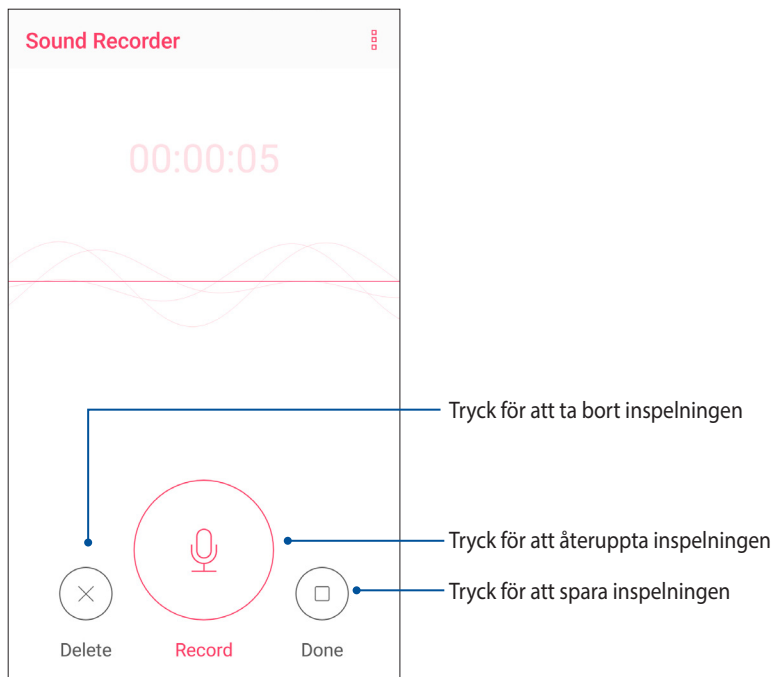 Sound Recorder
00:00:05
Tryck för att ta bort inspelningen
Tryck för att återuppta inspelningen
Tryck för att spara inspelningen
Delete Record Done